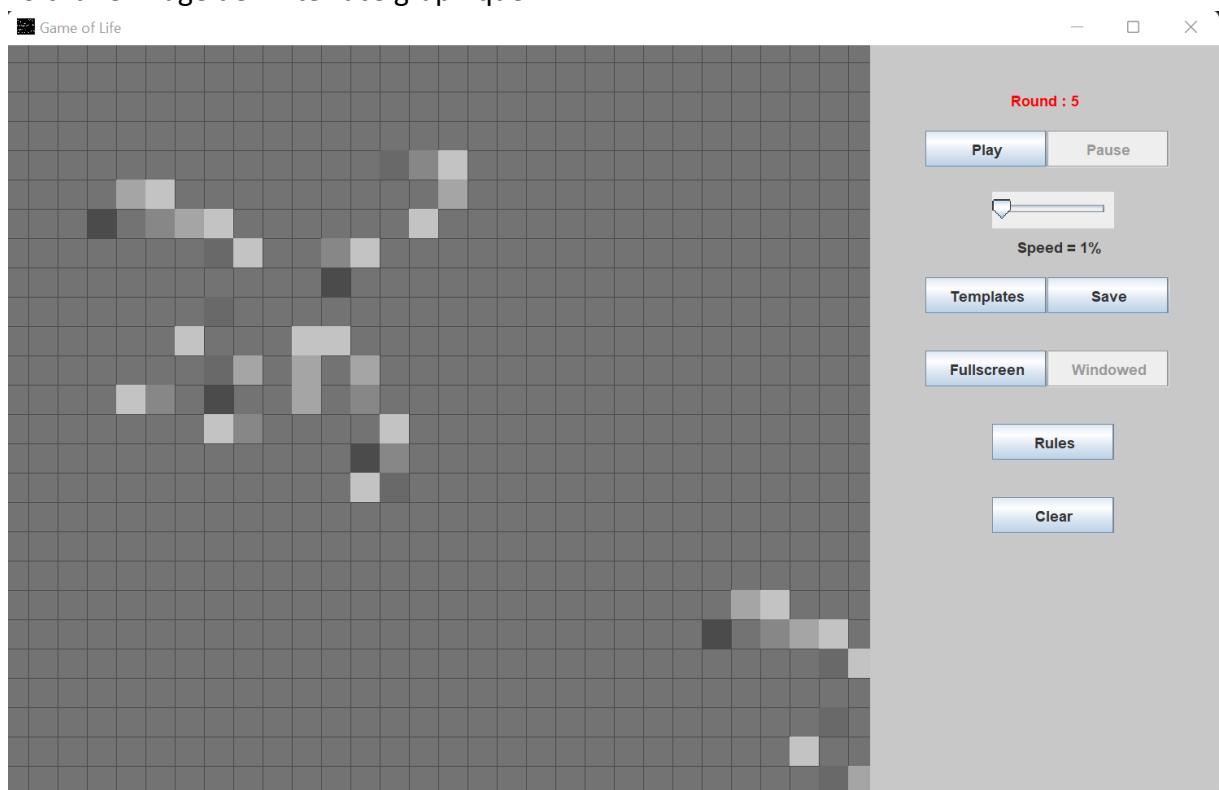 Game of Life
Round : 5
Play Pause
Speed = 1%
Templates Save
Fullscreen Windowed
Rules
Clear